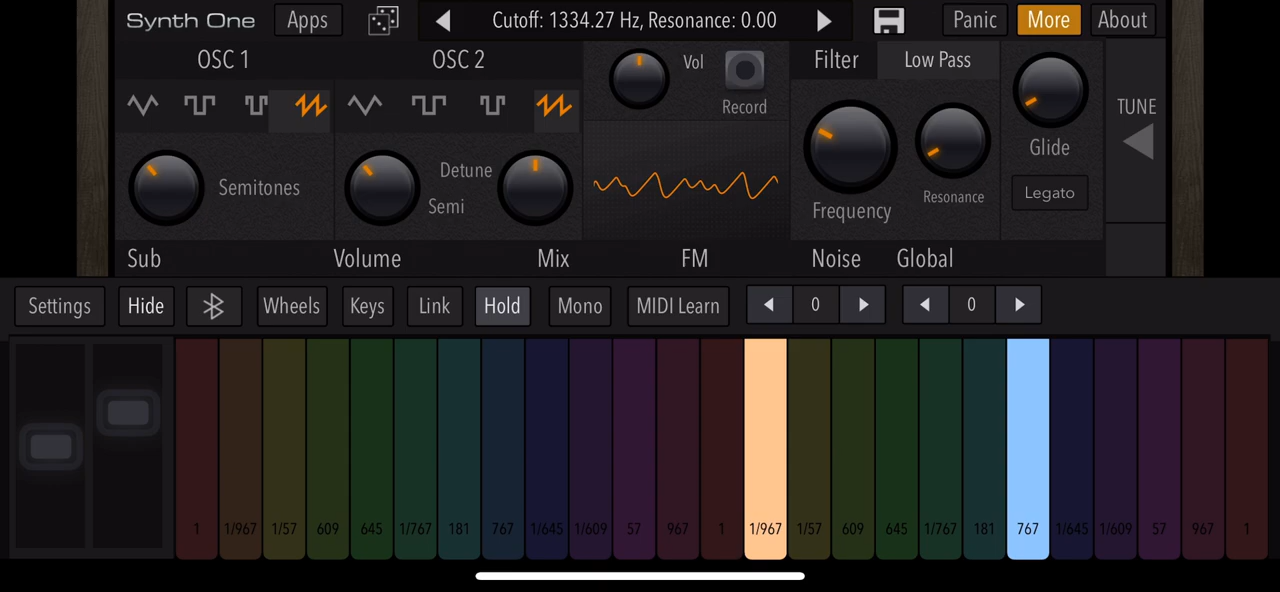 Synth One Apps Cutoff: 1334.27 Hz, Resonance: 0.00 Panic More About
OSC 1 OSC 2 Vol Filter Low Pass
Record
TUNE
Semitones Detune
Semi
Glide
Frequency Resonance Legato
Sub Volume Mix FM Noise Global
Settings Hide Wheels Keys Link Hold Mono MIDI Learn 0 0
1 1/967 1/57 609 645 1/767 181 767 1/645 1/609 57 967 1 1/967 1/57 609 645 1/767 181 767 1/645 1/609 57 967 1